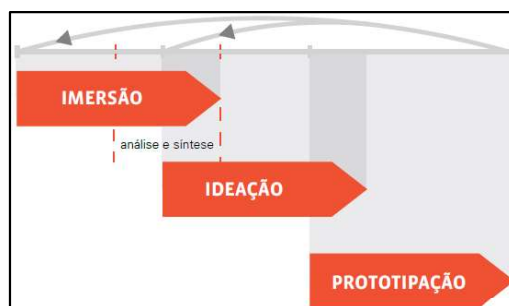 IMERSÃO
análise e síntese
IDEAÇÃO
PROTOTIPAÇÃO